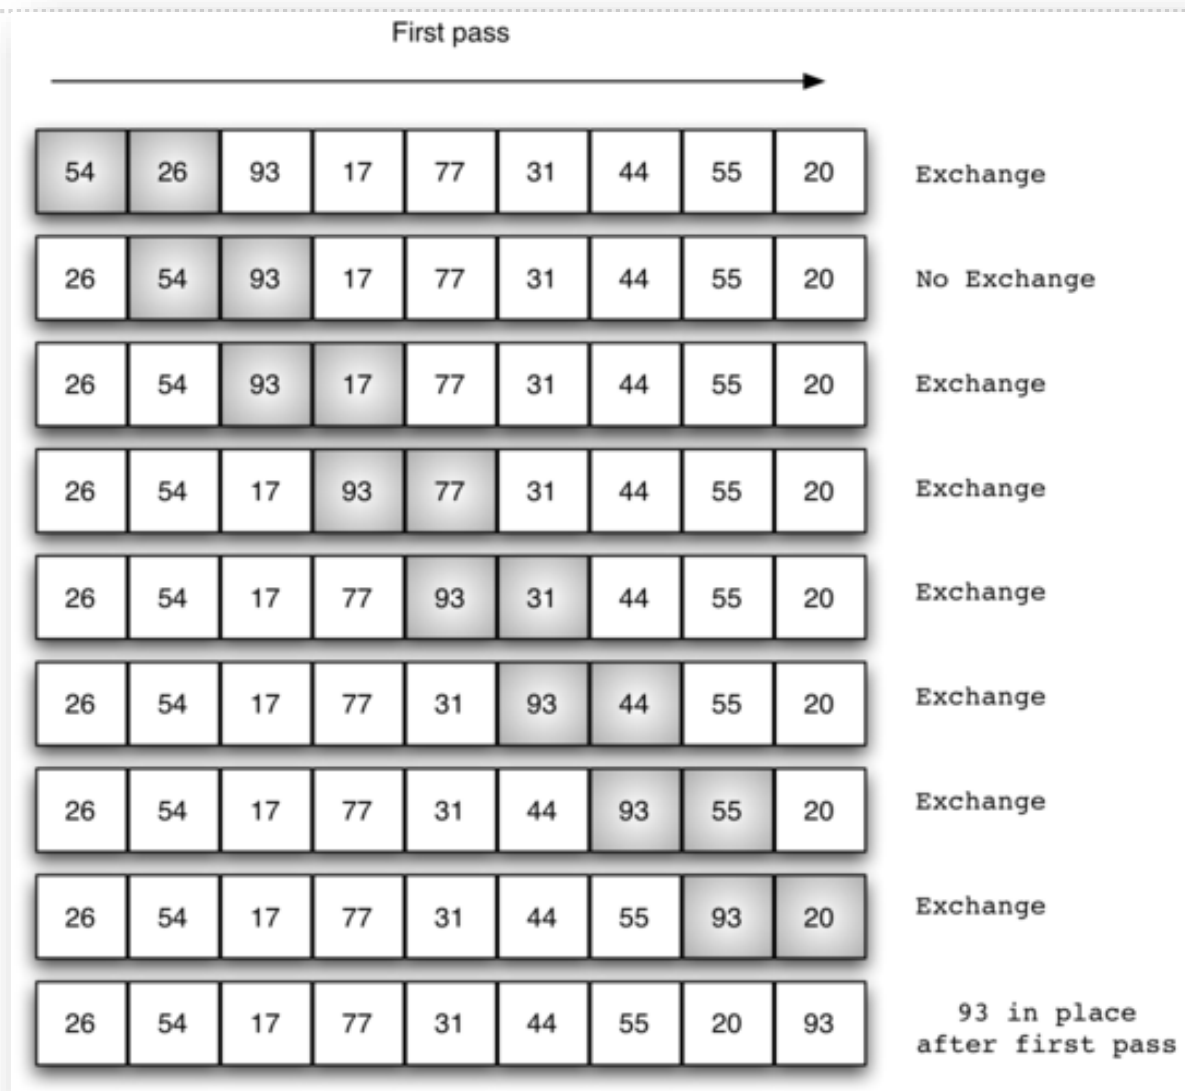 First pass
54 26 93 17 77 31 44 55 20 Exchange
26 54 93 17 77 31 44 55 20 No Exchange
26 54 93 17 77 31 44 55 20 Exchange
26 54 17 93 77 31 44 55 20 Exchange
26 54 17 77 93 31 44 55 20 Exchange
26 54 17 77 31 93 44 55 20 Exchange
26 54 17 77 31 44 93 55 20 Exchange
26 54 17 77 31 44 55 93 20 Exchange
26 54 17 77 31 44 55 20 93
93 in place
after first pass